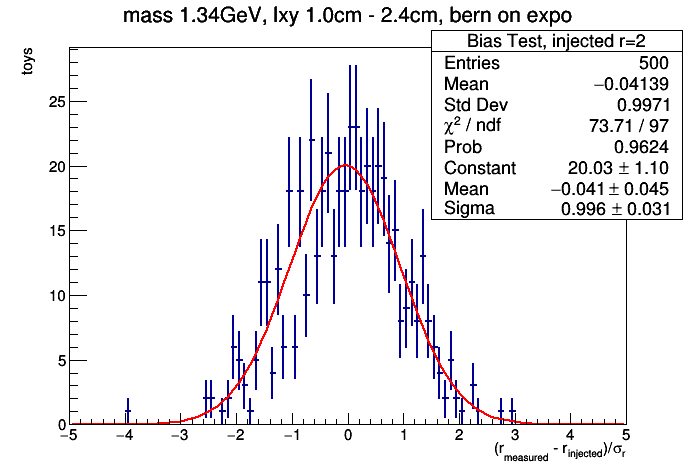 mass 1.34GeV, lxy 1.0cm - 2.4cm, bern on expo
Bias Test, injected r=2
Entries 500
Mean −0.04139
Std Dev 0.9971
χ² / ndf 73.71 / 97
Prob 0.9624
Constant 20.03 ± 1.10
Mean −0.041 ± 0.045
Sigma 0.996 ± 0.031
toys
25
20
15
10
5
0
−5 −4 −3 −2 −1 0 1 2 3 4 5
(r_measured - r_injected)/σ_r